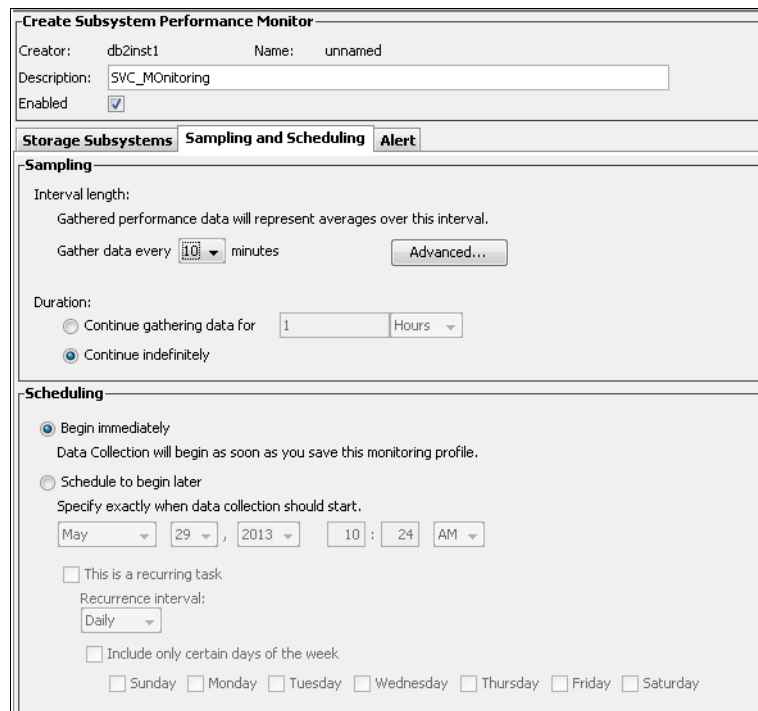 Create Subsystem Performance Monitor
Creator: db2inst1 Name: unnamed
Description: SVC_MOnitoring
Enabled
Storage Subsystems Sampling and Scheduling Alert
Sampling
Interval length:
Gathered performance data will represent averages over this interval.
Gather data every 10 minutes Advanced...
Duration:
Continue gathering data for 1 Hours
Continue indefinitely
Scheduling
Begin immediately
Data Collection will begin as soon as you save this monitoring profile.
Schedule to begin later
Specify exactly when data collection should start.
May 29 , 2013 10 : 24 AM
This is a recurring task
Recurrence interval:
Daily
Include only certain days of the week
Sunday Monday Tuesday Wednesday Thursday Friday Saturday